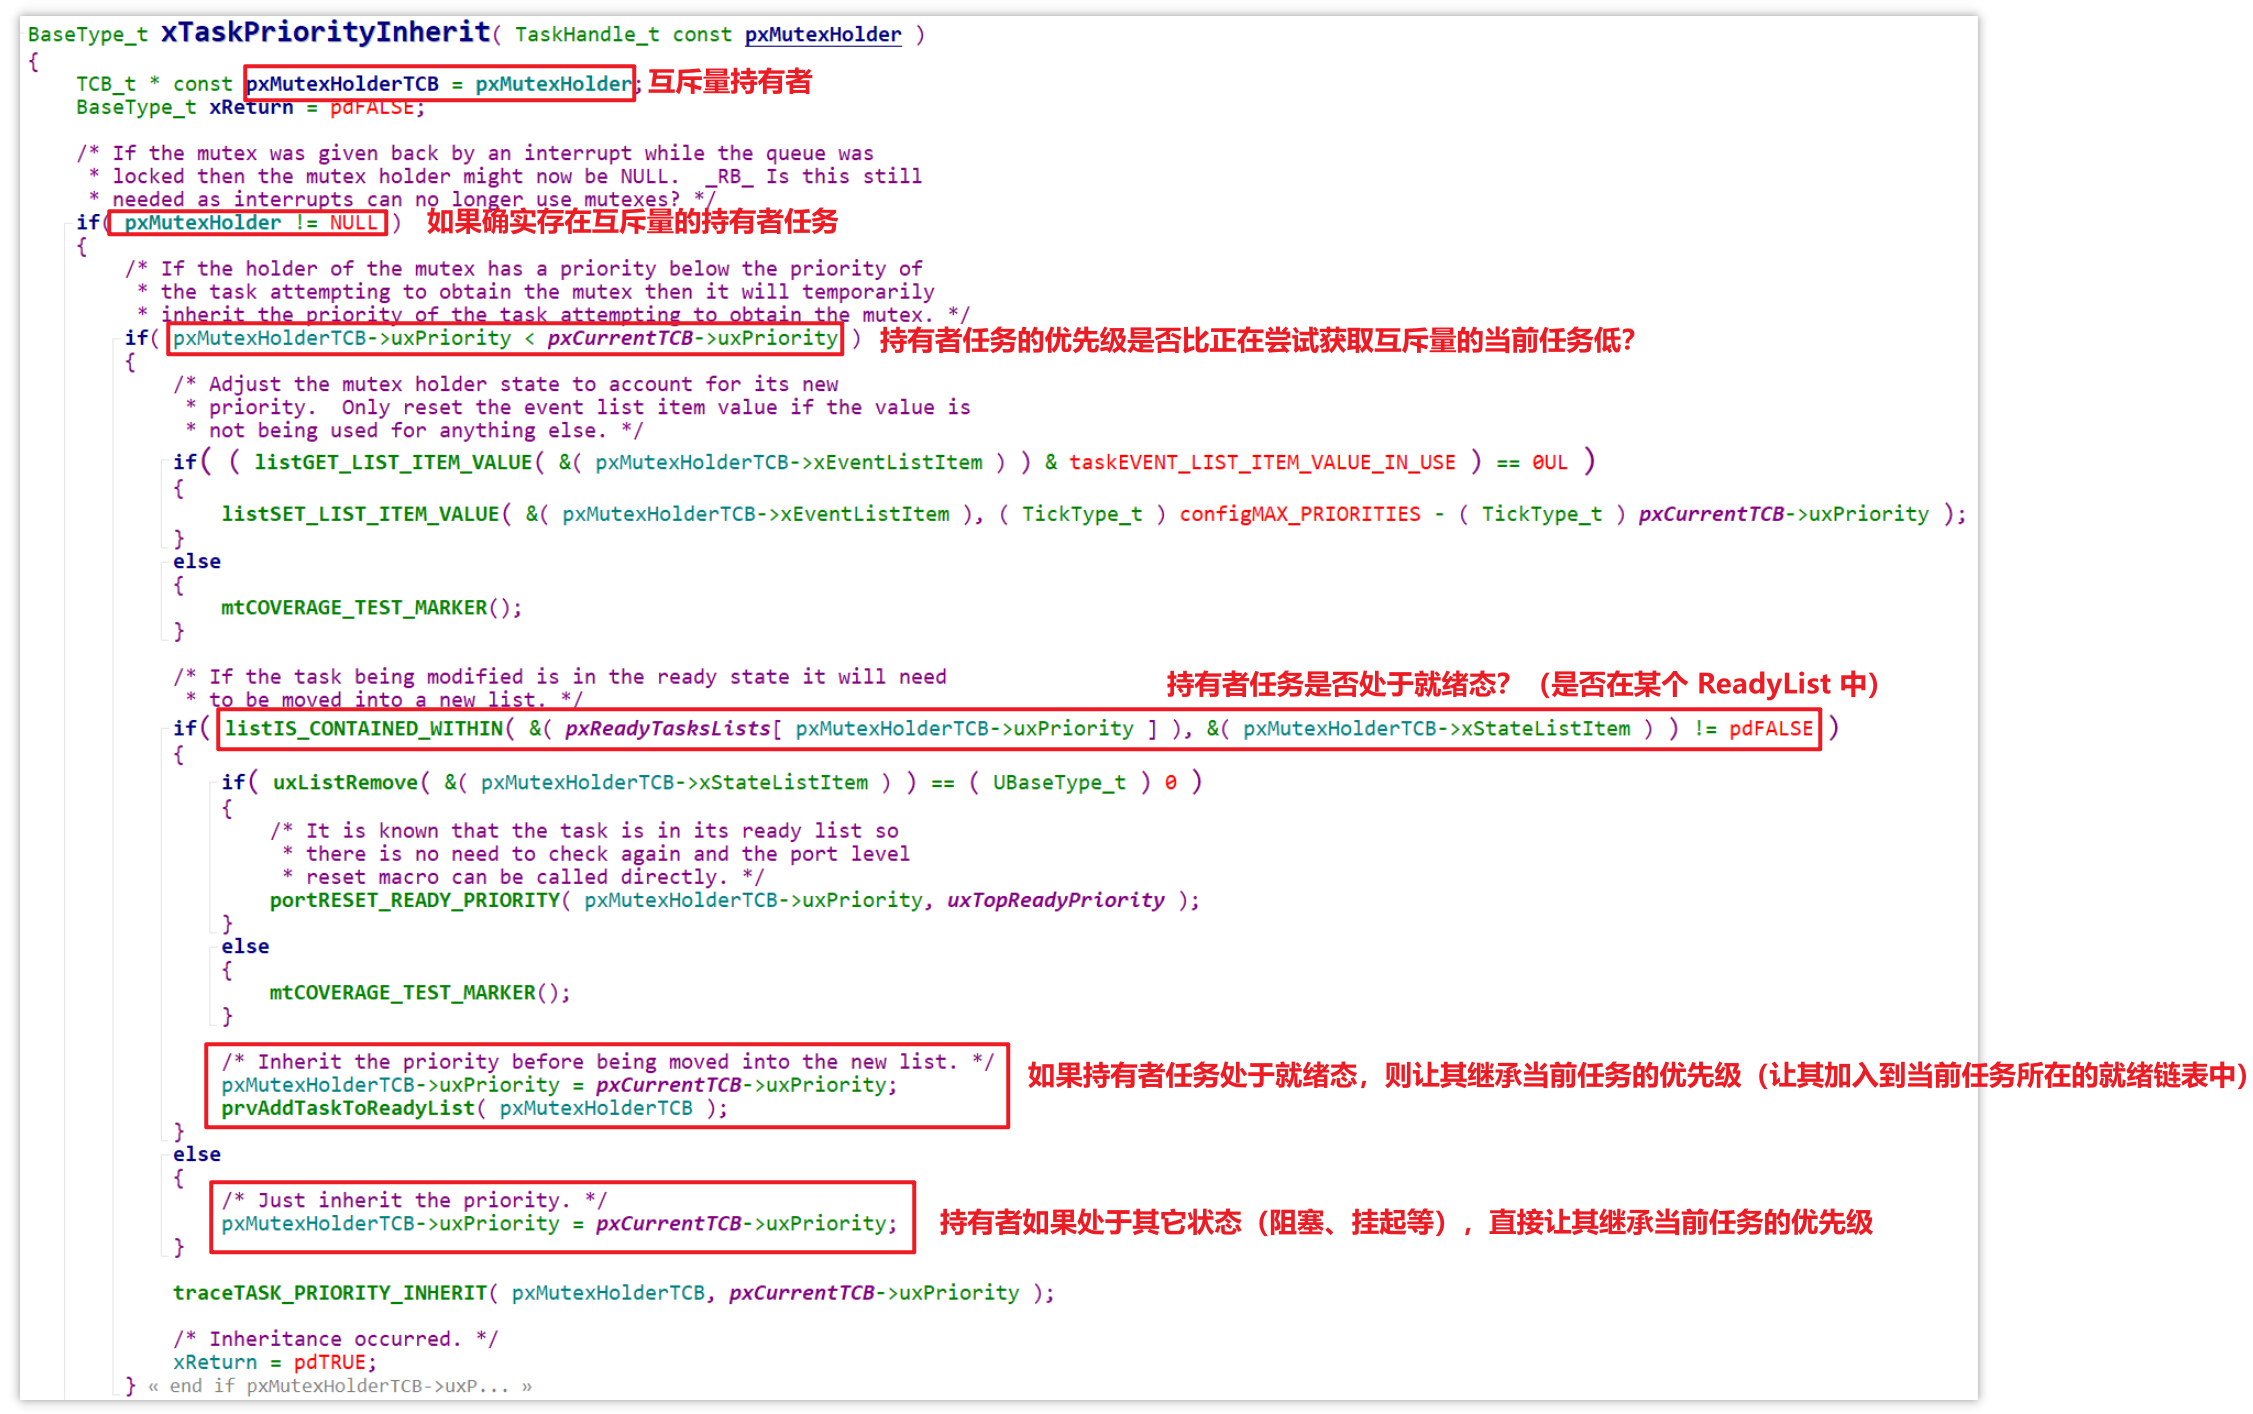 BaseType_t xTaskPriorityInherit( TaskHandle_t const pxMutexHolder )
{
TCB_t * const pxMutexHolderTCB = pxMutexHolder; 互斥量持有者
BaseType_t xReturn = pdFALSE;
/* If the mutex was given back by an interrupt while the queue was
* locked then the mutex holder might now be NULL.  _RB_ Is this still
* needed as interrupts can no longer use mutexes? */
if( pxMutexHolder != NULL ) 如果确实存在互斥量的持有者任务
{
/* If the holder of the mutex has a priority below the priority of
* the task attempting to obtain the mutex then it will temporarily
* inherit the priority of the task attempting to obtain the mutex. */
if( pxMutexHolderTCB->uxPriority < pxCurrentTCB->uxPriority ) 持有者任务的优先级是否比正在尝试获取互斥量的当前任务低？
{
/* Adjust the mutex holder state to account for its new
* priority.  Only reset the event list item value if the value is
* not being used for anything else. */
if( ( listGET_LIST_ITEM_VALUE( &( pxMutexHolderTCB->xEventListItem ) ) & taskEVENT_LIST_ITEM_VALUE_IN_USE ) == 0UL )
{
listSET_LIST_ITEM_VALUE( &( pxMutexHolderTCB->xEventListItem ), ( TickType_t ) configMAX_PRIORITIES - ( TickType_t ) pxCurrentTCB->uxPriority );
}
else
{
mtCOVERAGE_TEST_MARKER();
}
/* If the task being modified is in the ready state it will need
持有者任务是否处于就绪态？（是否在某个 ReadyList 中）
* to be moved into a new list. */
if( listIS_CONTAINED_WITHIN( &( pxReadyTasksLists[ pxMutexHolderTCB->uxPriority ] ), &( pxMutexHolderTCB->xStateListItem ) ) != pdFALSE )
{
if( uxListRemove( &( pxMutexHolderTCB->xStateListItem ) ) == ( UBaseType_t ) 0 )
{
/* It is known that the task is in its ready list so
* there is no need to check again and the port level
* reset macro can be called directly. */
portRESET_READY_PRIORITY( pxMutexHolderTCB->uxPriority, uxTopReadyPriority );
}
else
{
mtCOVERAGE_TEST_MARKER();
}
/* Inherit the priority before being moved into the new list. */
pxMutexHolderTCB->uxPriority = pxCurrentTCB->uxPriority; 如果持有者任务处于就绪态，则让其继承当前任务的优先级（让其加入到当前任务所在的就绪链表中）
prvAddTaskToReadyList( pxMutexHolderTCB );
}
else
{
/* Just inherit the priority. */
pxMutexHolderTCB->uxPriority = pxCurrentTCB->uxPriority; 持有者如果处于其它状态（阻塞、挂起等），直接让其继承当前任务的优先级
}
traceTASK_PRIORITY_INHERIT( pxMutexHolderTCB, pxCurrentTCB->uxPriority );
/* Inheritance occurred. */
xReturn = pdTRUE;
} « end if pxMutexHolderTCB->uxP... »